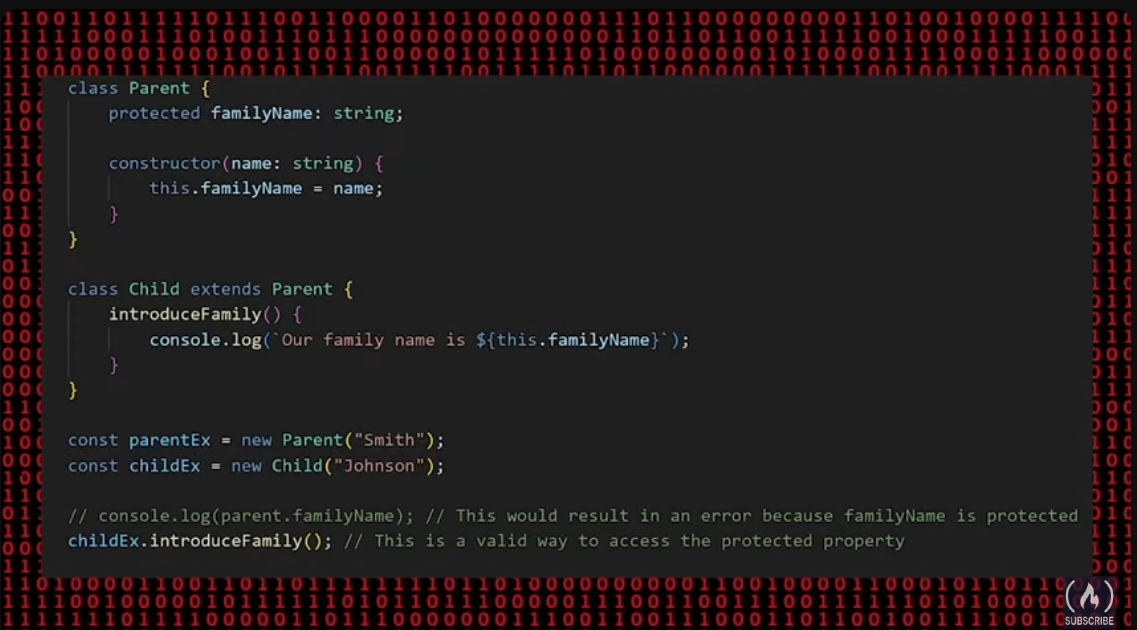 class Parent {
protected familyName: string;
constructor(name: string) {
this.familyName = name;
}
}
class Child extends Parent {
introduceFamily() {
console.log(`Our family name is ${this.familyName}`);
}
}
const parentEx = new Parent("Smith");
const childEx = new Child("Johnson");
// console.log(parent.familyName); // This would result in an error because familyName is protected
childEx.introduceFamily(); // This is a valid way to access the protected property
SUBSCRIBE